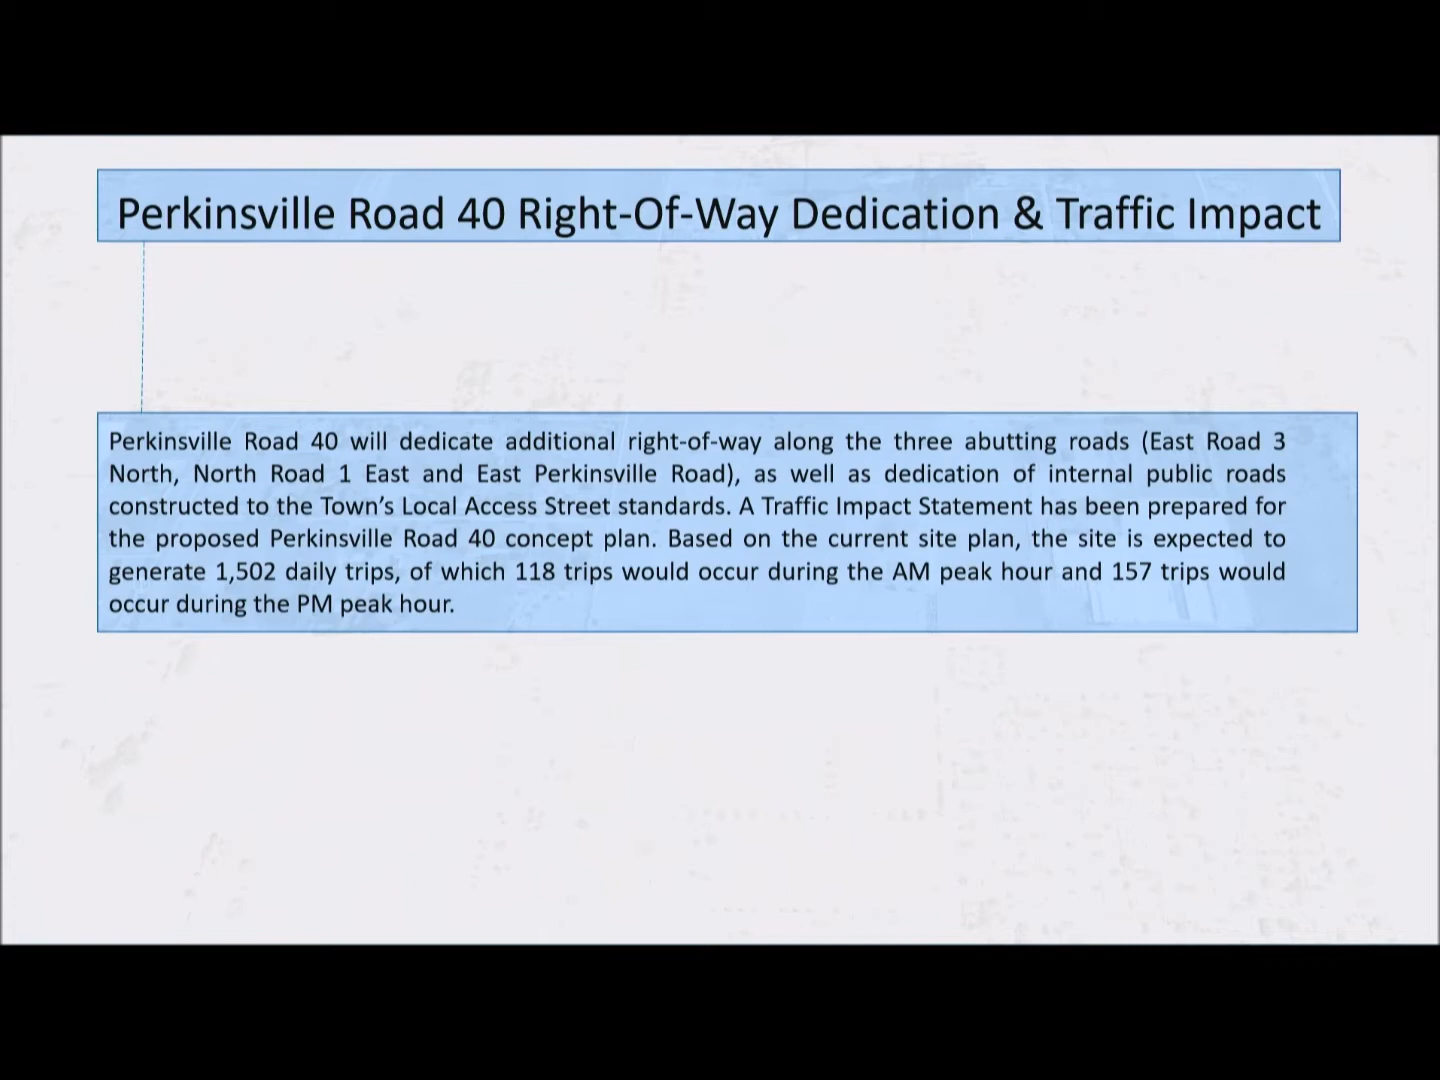 Perkinsville Road 40 Right-Of-Way Dedication & Traffic Impact
Perkinsville Road 40 will dedicate additional right-of-way along the three abutting roads (East Road 3
North, North Road 1 East and East Perkinsville Road), as well as dedication of internal public roads
constructed to the Town’s Local Access Street standards. A Traffic Impact Statement has been prepared for
the proposed Perkinsville Road 40 concept plan. Based on the current site plan, the site is expected to
generate 1,502 daily trips, of which 118 trips would occur during the AM peak hour and 157 trips would
occur during the PM peak hour.